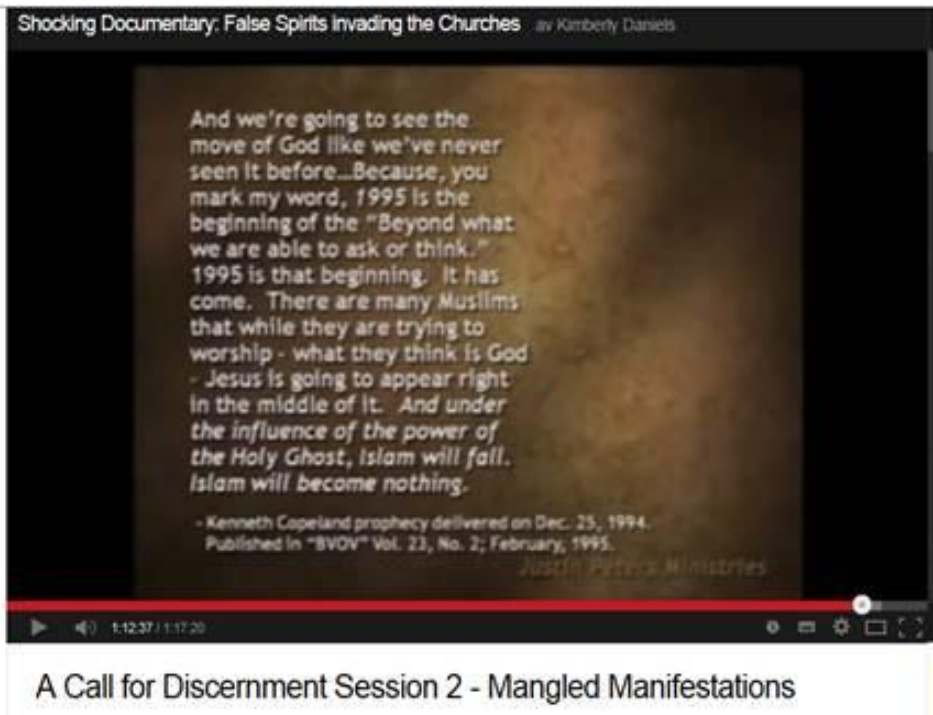 Shocking Documentary: False Spirits Invading the Churches av Kimberly Daniels
And we're going to see the
move of God like we've never
seen it before…Because, you
mark my word, 1995 is the
beginning of the "Beyond what
we are able to ask or think."
1995 is that beginning. It has
come. There are many Muslims
that while they are trying to
worship - what they think is God
- Jesus is going to appear right
in the middle of it. And under
the influence of the power of
the Holy Ghost, Islam will fall.
Islam will become nothing.
- Kenneth Copeland prophecy delivered on Dec. 25, 1994.
Published in "BVOV" Vol. 23, No. 2; February, 1995.
Justin Peters Ministries
1:12:37 / 1:17:20
A Call for Discernment Session 2 - Mangled Manifestations